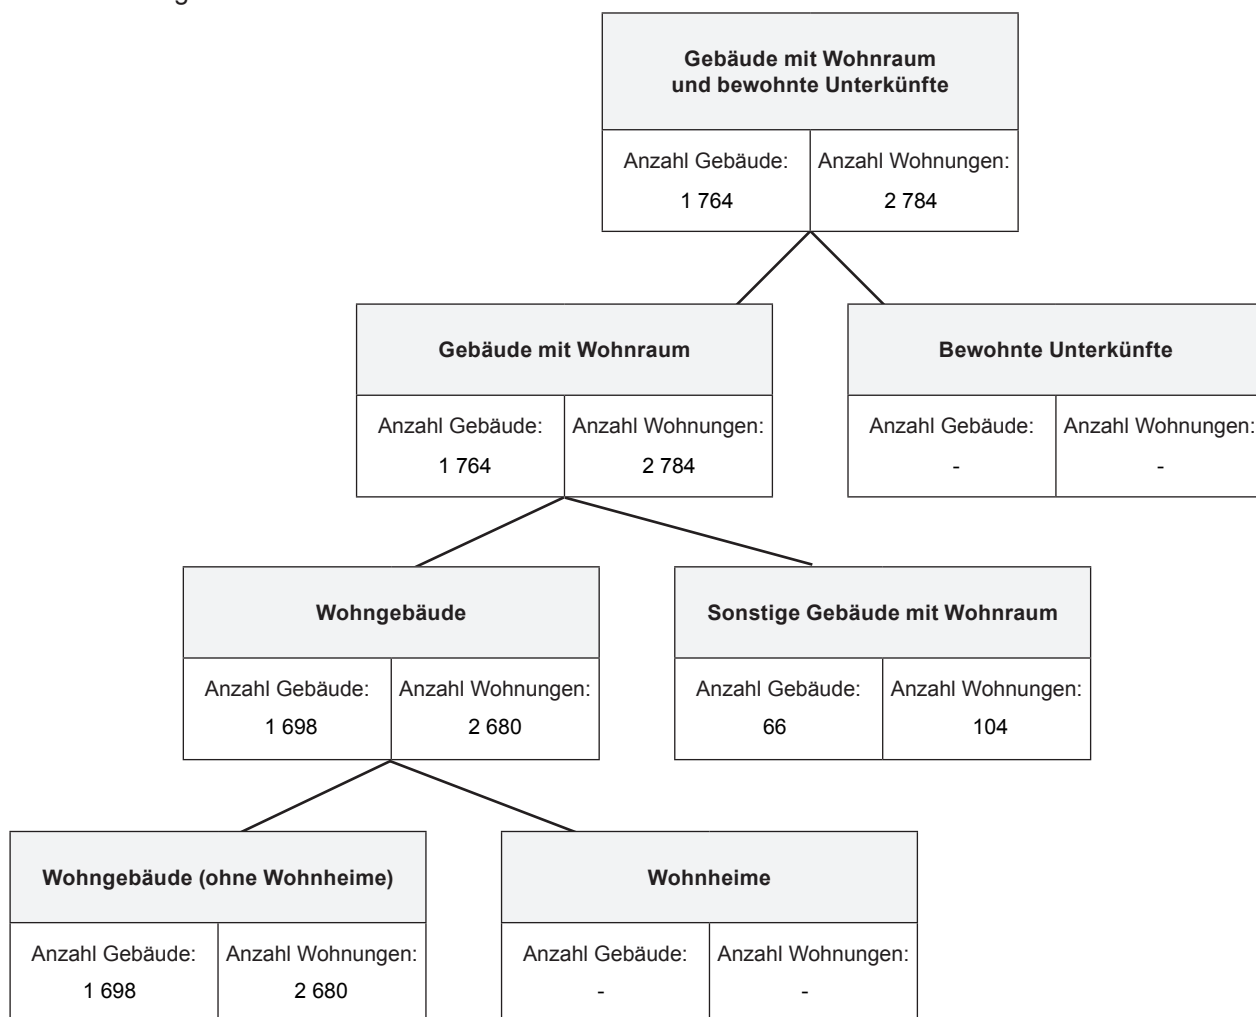 Gebäude mit Wohnraum
und bewohnte Unterkünfte
Anzahl Gebäude:
1 764
Anzahl Wohnungen:
2 784
Gebäude mit Wohnraum
Anzahl Gebäude:
1 764
Anzahl Wohnungen:
2 784
Bewohnte Unterkünfte
Anzahl Gebäude:
-
Anzahl Wohnungen:
-
Wohngebäude
Anzahl Gebäude:
1 698
Anzahl Wohnungen:
2 680
Sonstige Gebäude mit Wohnraum
Anzahl Gebäude:
66
Anzahl Wohnungen:
104
Wohngebäude (ohne Wohnheime)
Anzahl Gebäude:
1 698
Anzahl Wohnungen:
2 680
Wohnheime
Anzahl Gebäude:
-
Anzahl Wohnungen:
-